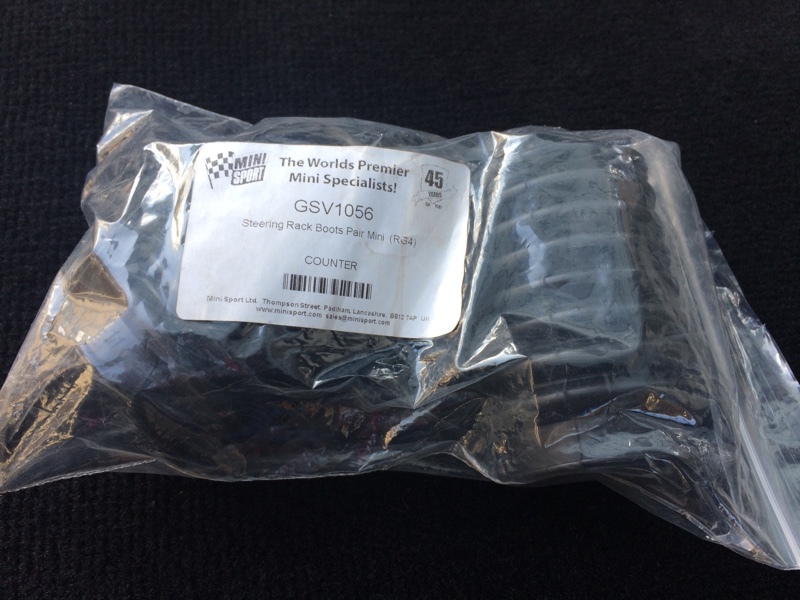 MINI
SPORT
The Worlds Premier
Mini Specialists!
45
YEARS
GSV1056
Steering Rack Boots Pair Mini (RG4)
COUNTER
Mini Sport Ltd. Thompson Street, Padiham, Lancashire. BB12 7AP UK
www.minisport.com sales@minisport.com